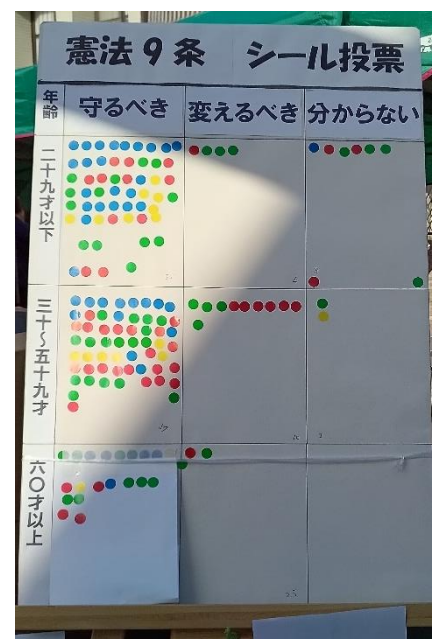 憲法9条 シール投票
年齢 守るべき 変えるべき 分からない
二十九才以下
三十~五十九才
六〇才以上